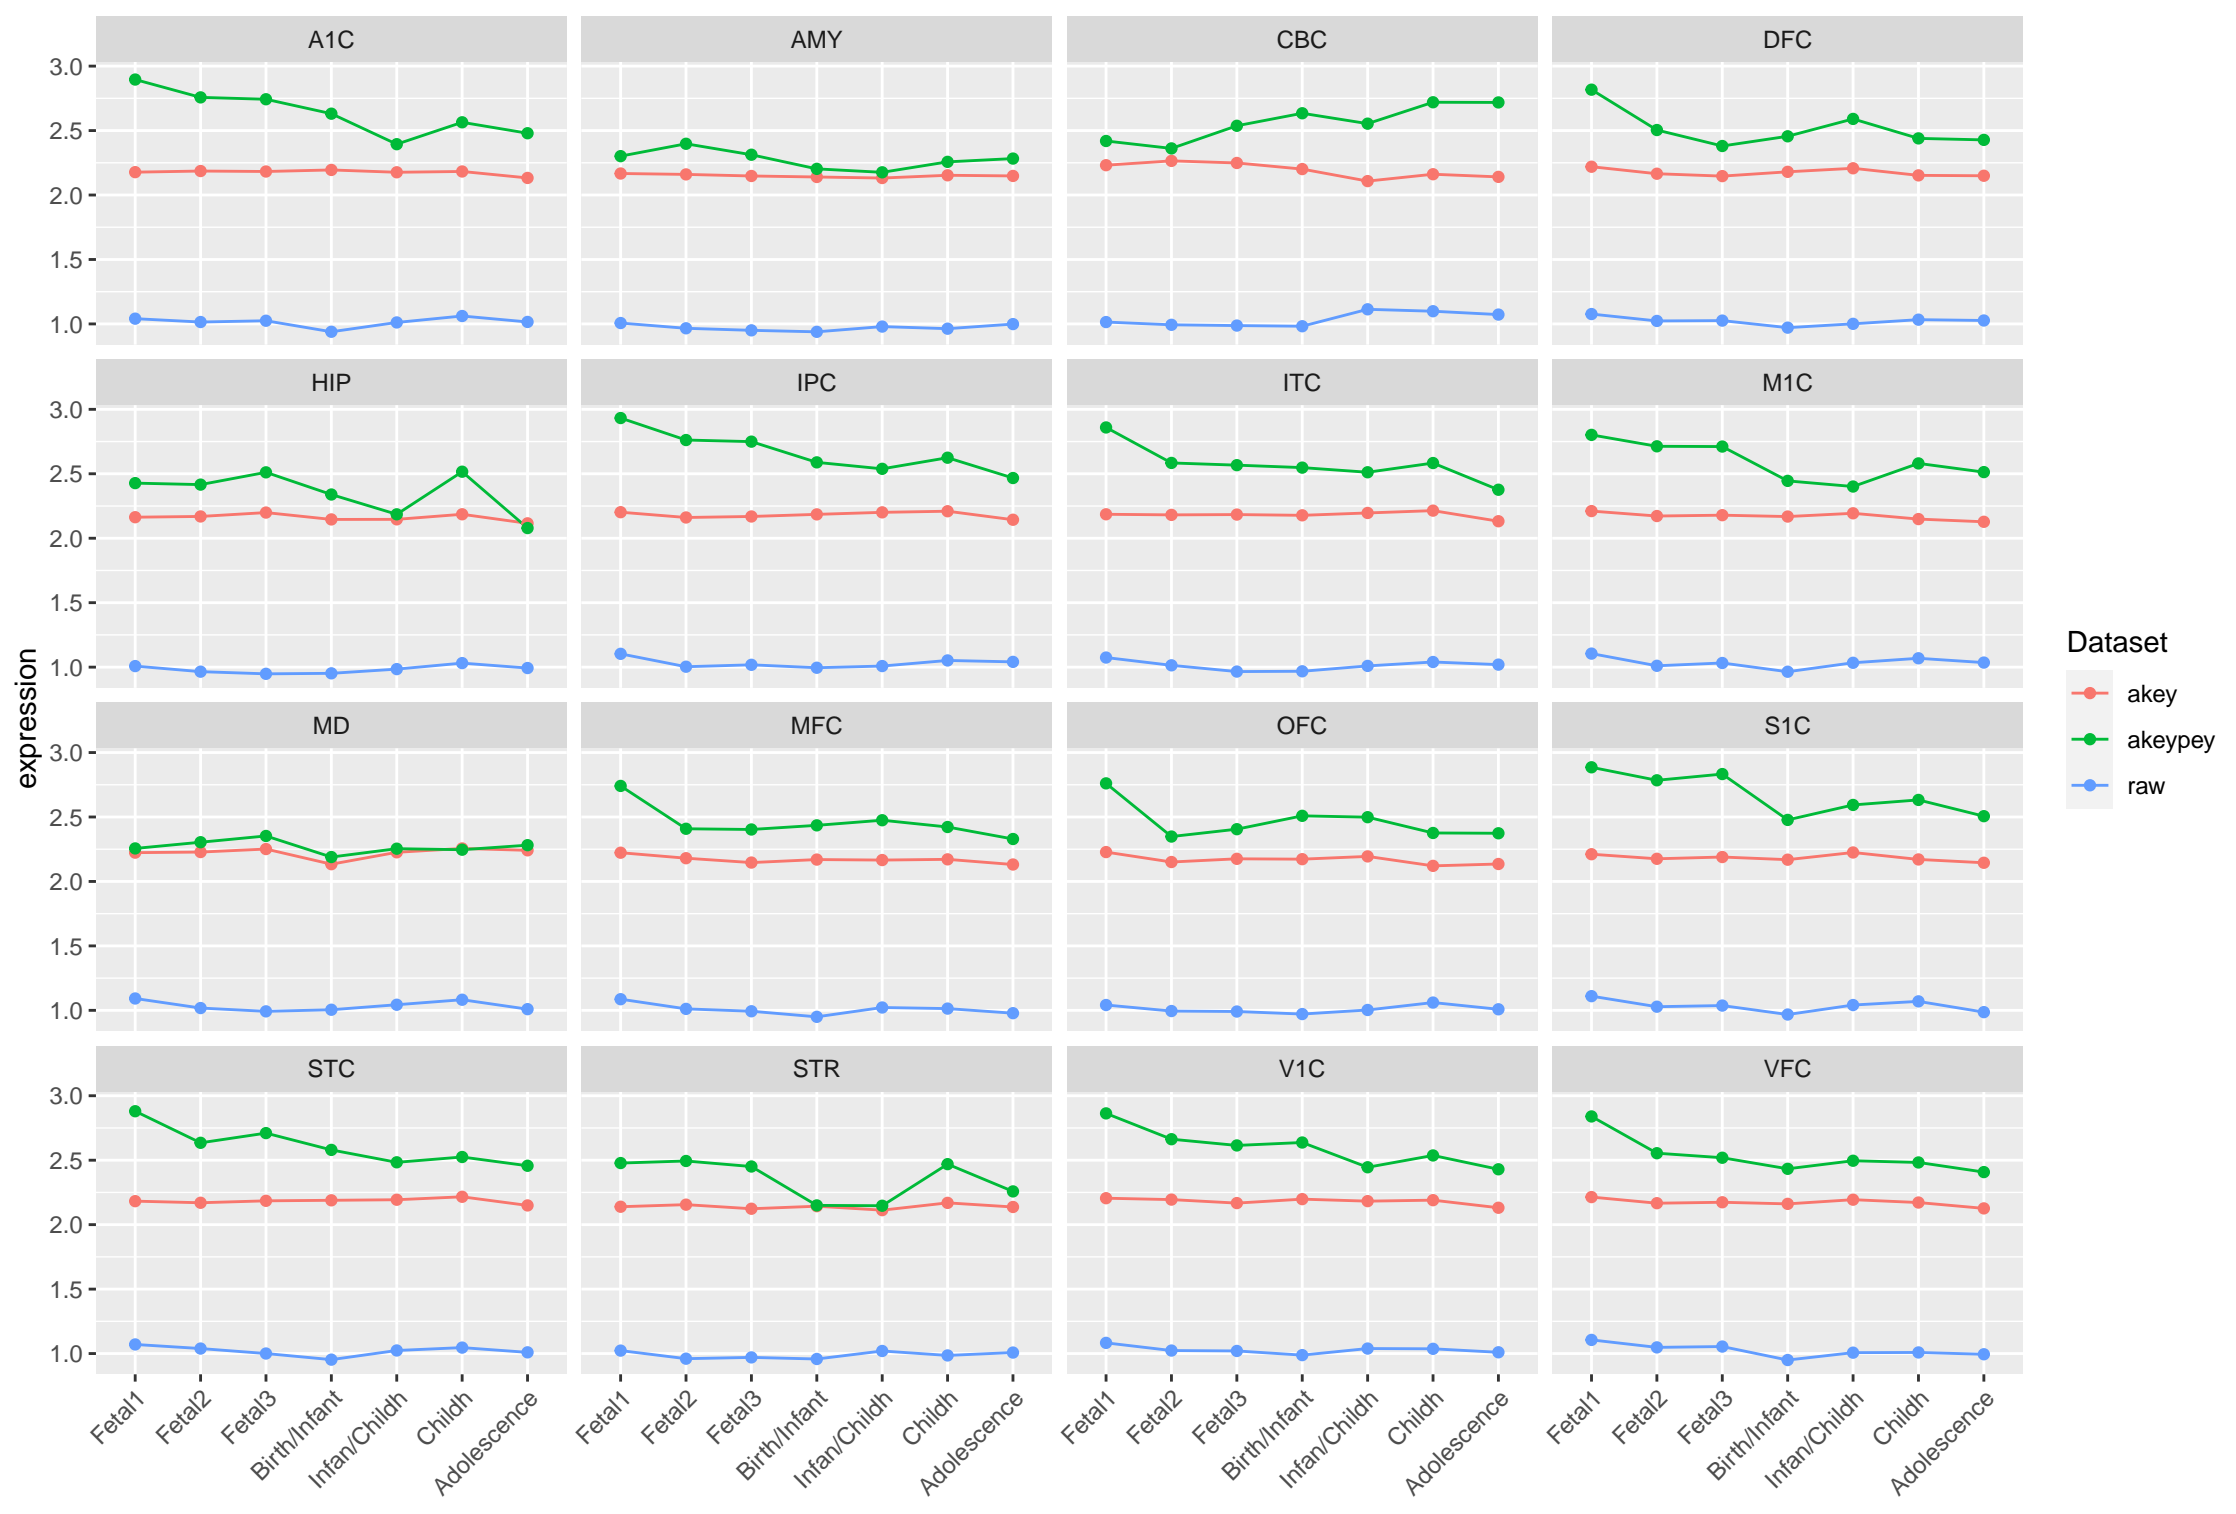 A1C AMY CBC DFC
3.0
2.5
2.0
1.5
1.0
HIP IPC ITC M1C
3.0
2.5
2.0
1.5
1.0
expression
MD MFC OFC S1C
3.0
2.5
2.0
1.5
1.0
STC STR V1C VFC
3.0
2.5
2.0
1.5
1.0
Fetal1 Fetal2 Fetal3 Birth/Infant Infan/Childh Childh Adolescence
Fetal1 Fetal2 Fetal3 Birth/Infant Infan/Childh Childh Adolescence
Fetal1 Fetal2 Fetal3 Birth/Infant Infan/Childh Childh Adolescence
Fetal1 Fetal2 Fetal3 Birth/Infant Infan/Childh Childh Adolescence
Dataset
akey
akeypey
raw